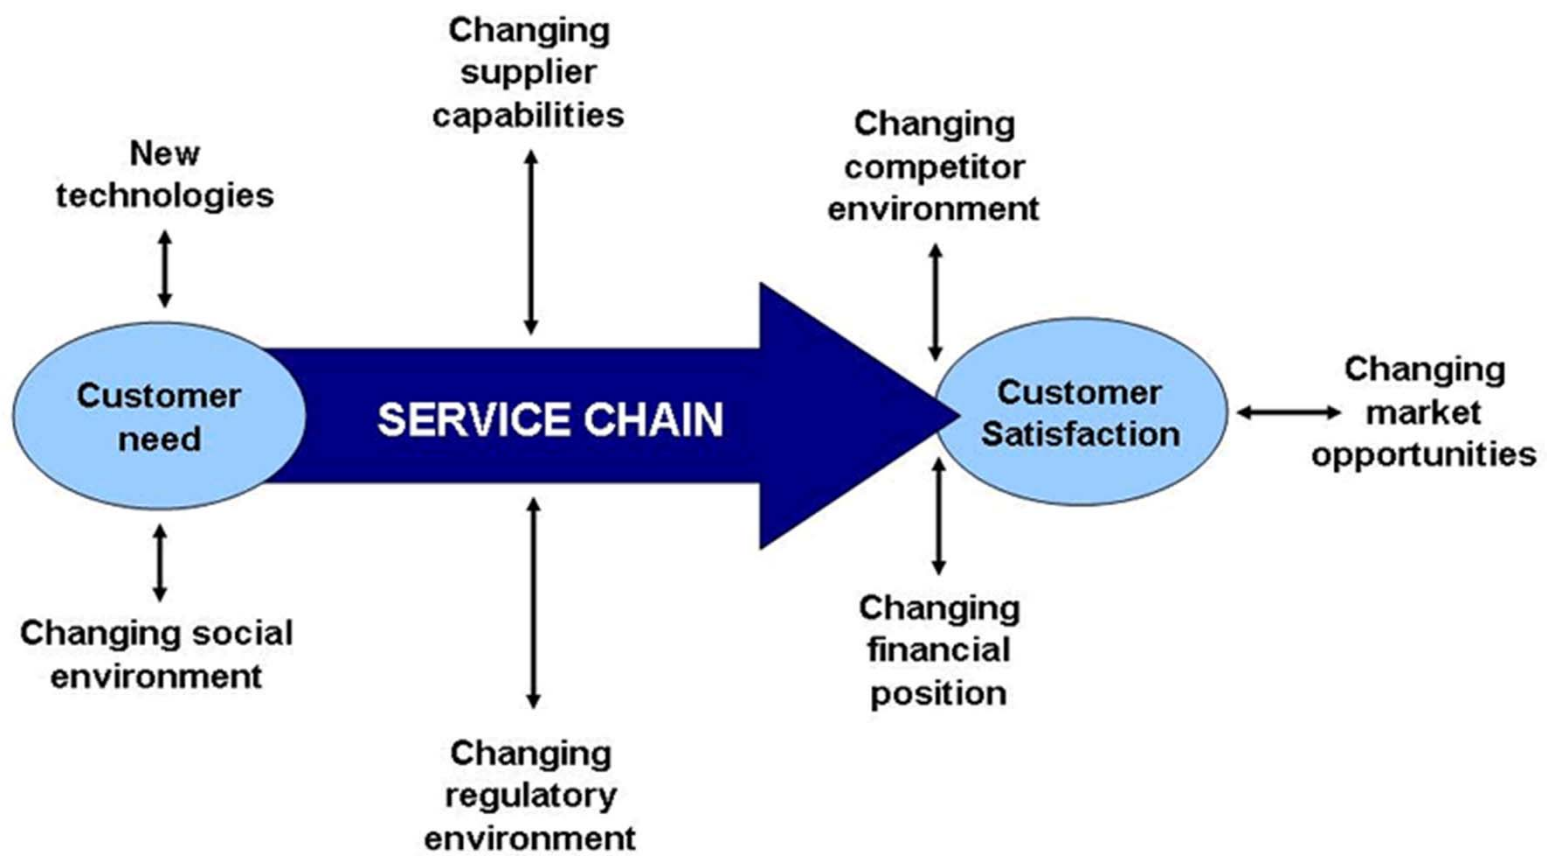 Changing
supplier
capabilities
New
technologies
Changing
competitor
environment
Customer
need
SERVICE CHAIN
Customer
Satisfaction
Changing
market
opportunities
Changing social
environment
Changing
financial
position
Changing
regulatory
environment